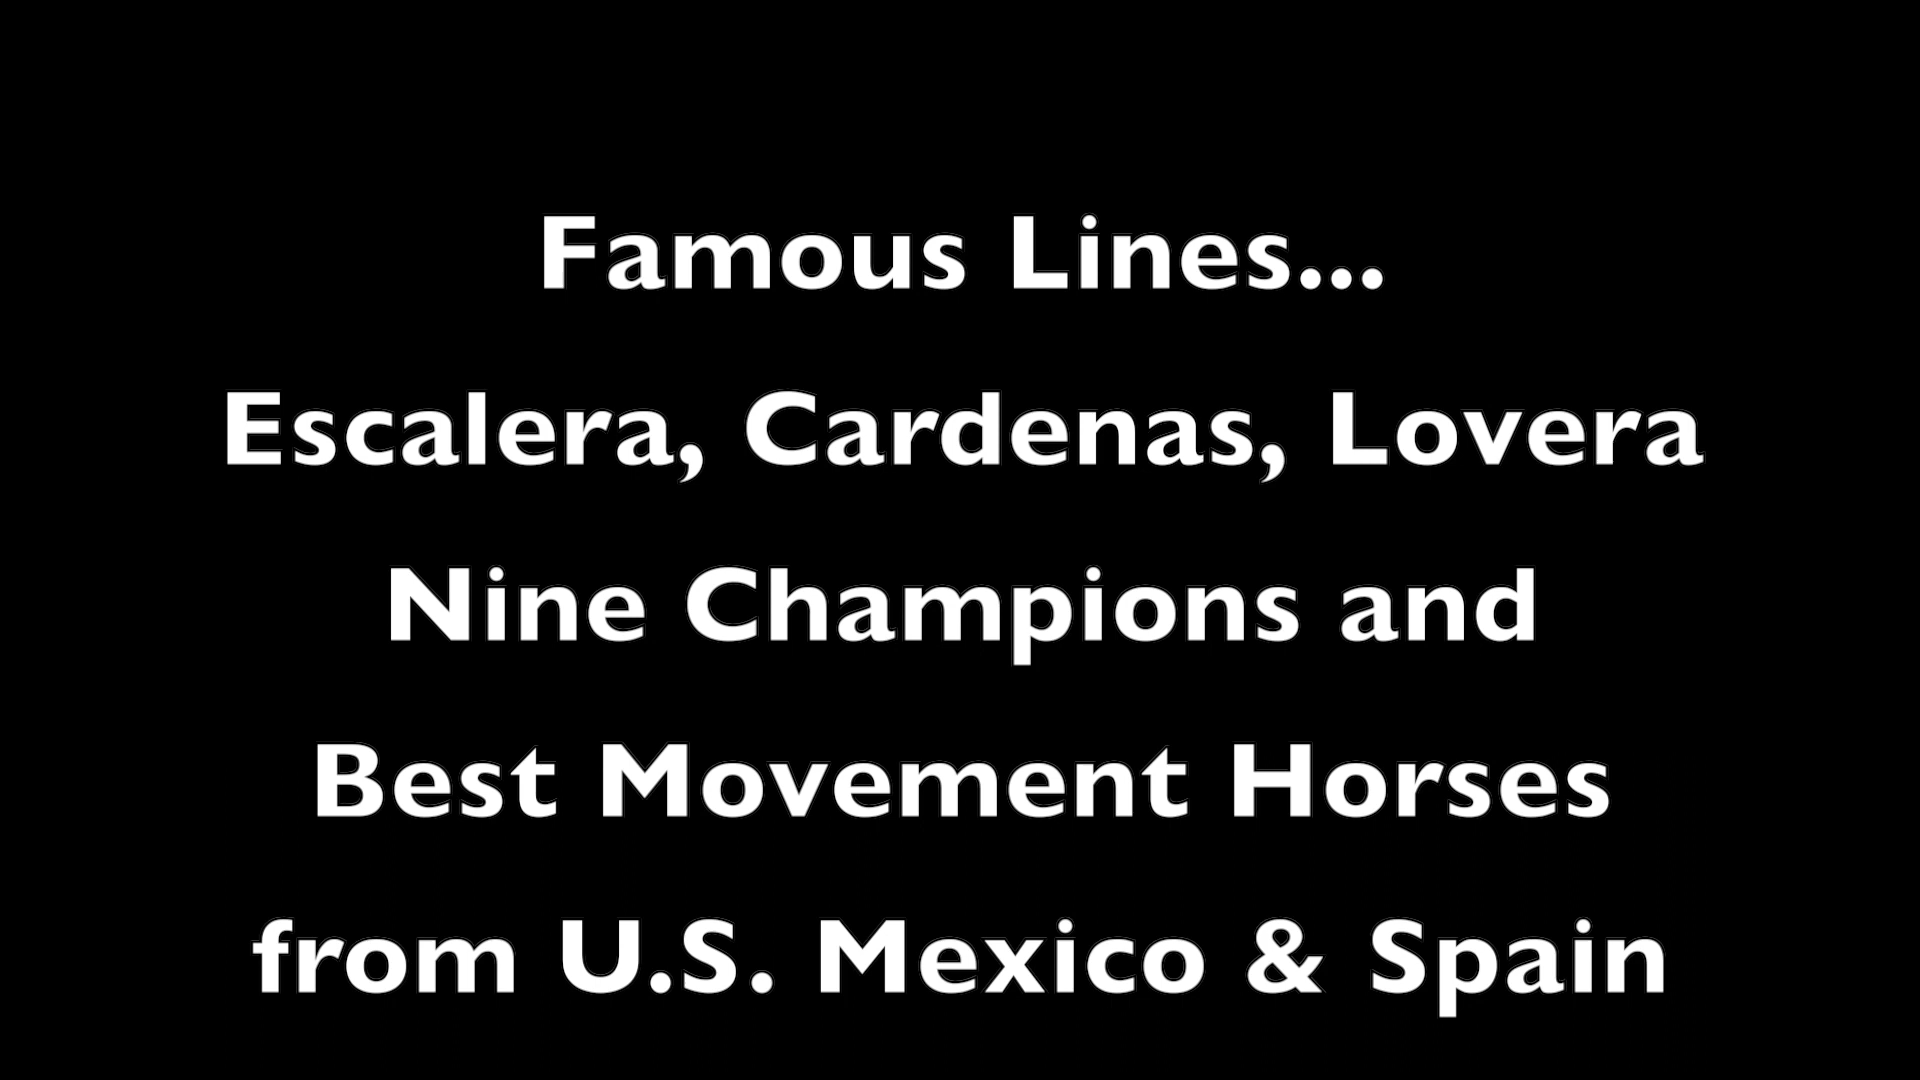 Famous Lines...
Escalera, Cardenas, Lovera
Nine Champions and
Best Movement Horses
from U.S. Mexico & Spain